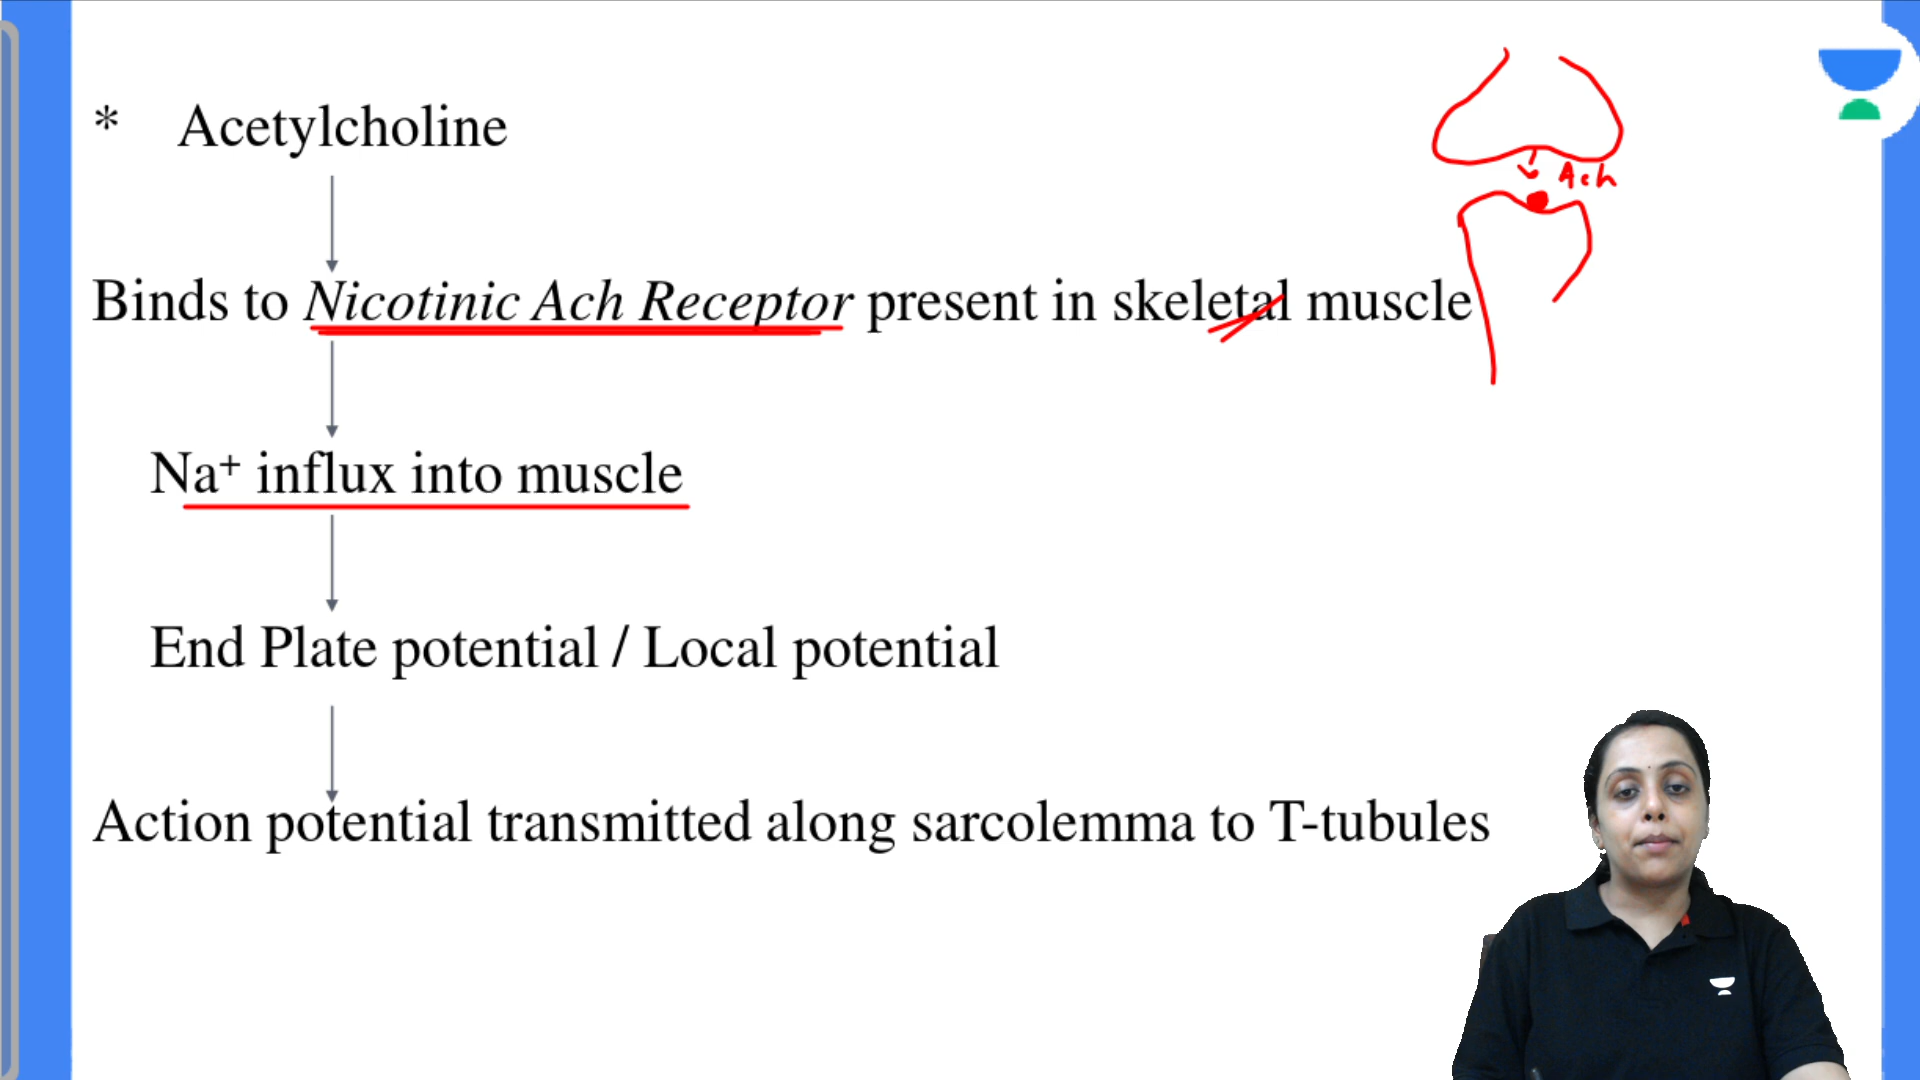 * Acetylcholine
Ach
Binds to Nicotinic Ach Receptor present in skeletal muscle
Na⁺ influx into muscle
End Plate potential / Local potential
Action potential transmitted along sarcolemma to T-tubules